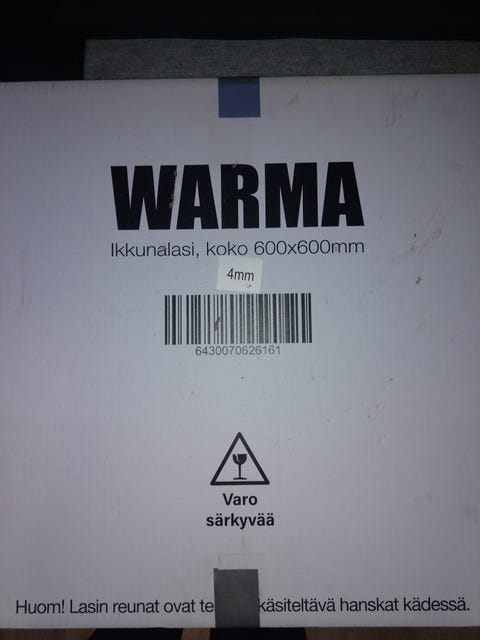 WARMA
Ikkunalasi, koko 600x600mm
4mm
6430070626161
Varo
särkyvää
Huom! Lasin reunat ovat käsiteltävä hanskat kädessä.